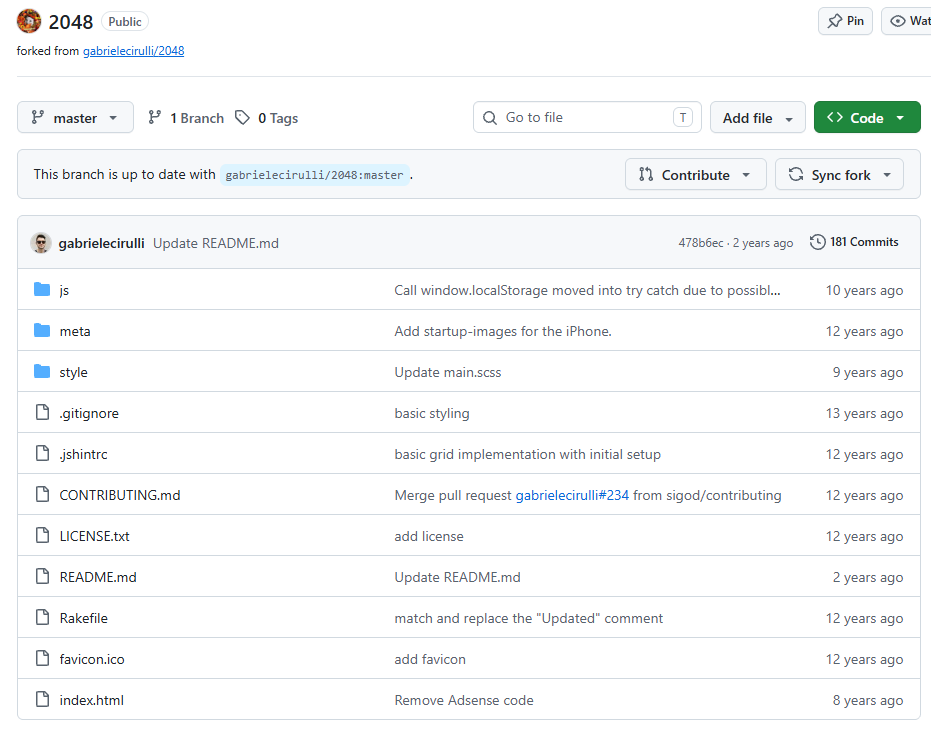 2048 Public Pin Wat
forked from gabrielecirulli/2048
master 1 Branch 0 Tags Go to file T Add file Code
This branch is up to date with gabrielecirulli/2048:master . Contribute Sync fork
gabrielecirulli Update README.md 478b6ec · 2 years ago 181 Commits
js Call window.localStorage moved into try catch due to possibl... 10 years ago
meta Add startup-images for the iPhone. 12 years ago
style Update main.scss 9 years ago
.gitignore basic styling 13 years ago
.jshintrc basic grid implementation with initial setup 12 years ago
CONTRIBUTING.md Merge pull request gabrielecirulli#234 from sigod/contributing 12 years ago
LICENSE.txt add license 12 years ago
README.md Update README.md 2 years ago
Rakefile match and replace the "Updated" comment 12 years ago
favicon.ico add favicon 12 years ago
index.html Remove Adsense code 8 years ago